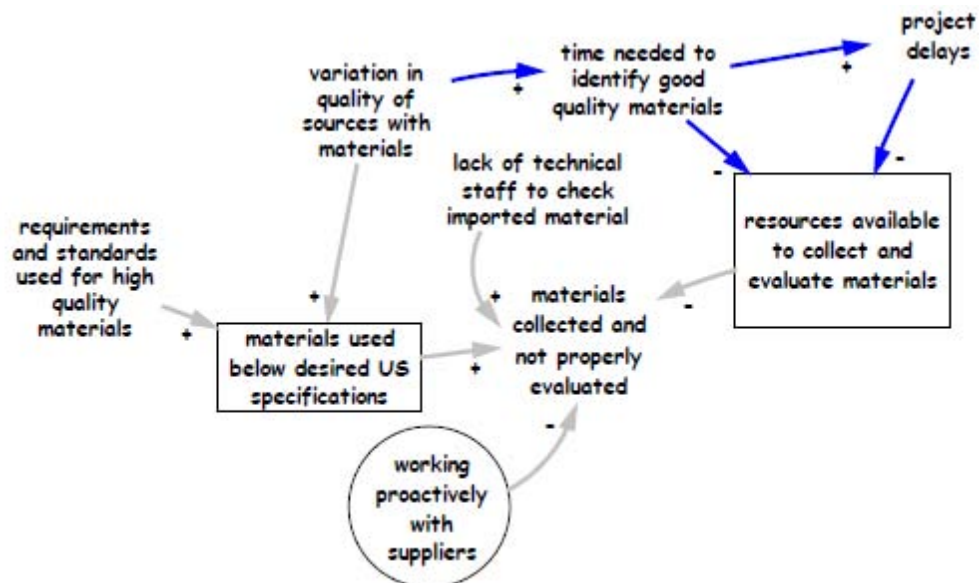 project
delays
time needed to
identify good
quality materials
variation in
quality of
sources with
materials
+
+
-
-
lack of technical
staff to check
imported material
resources available
to collect and
evaluate materials
requirements
and standards
used for high
quality
materials
+
+
+
-
materials
collected and
not properly
evaluated
materials used
below desired US
specifications
+
-
working
proactively
with
suppliers